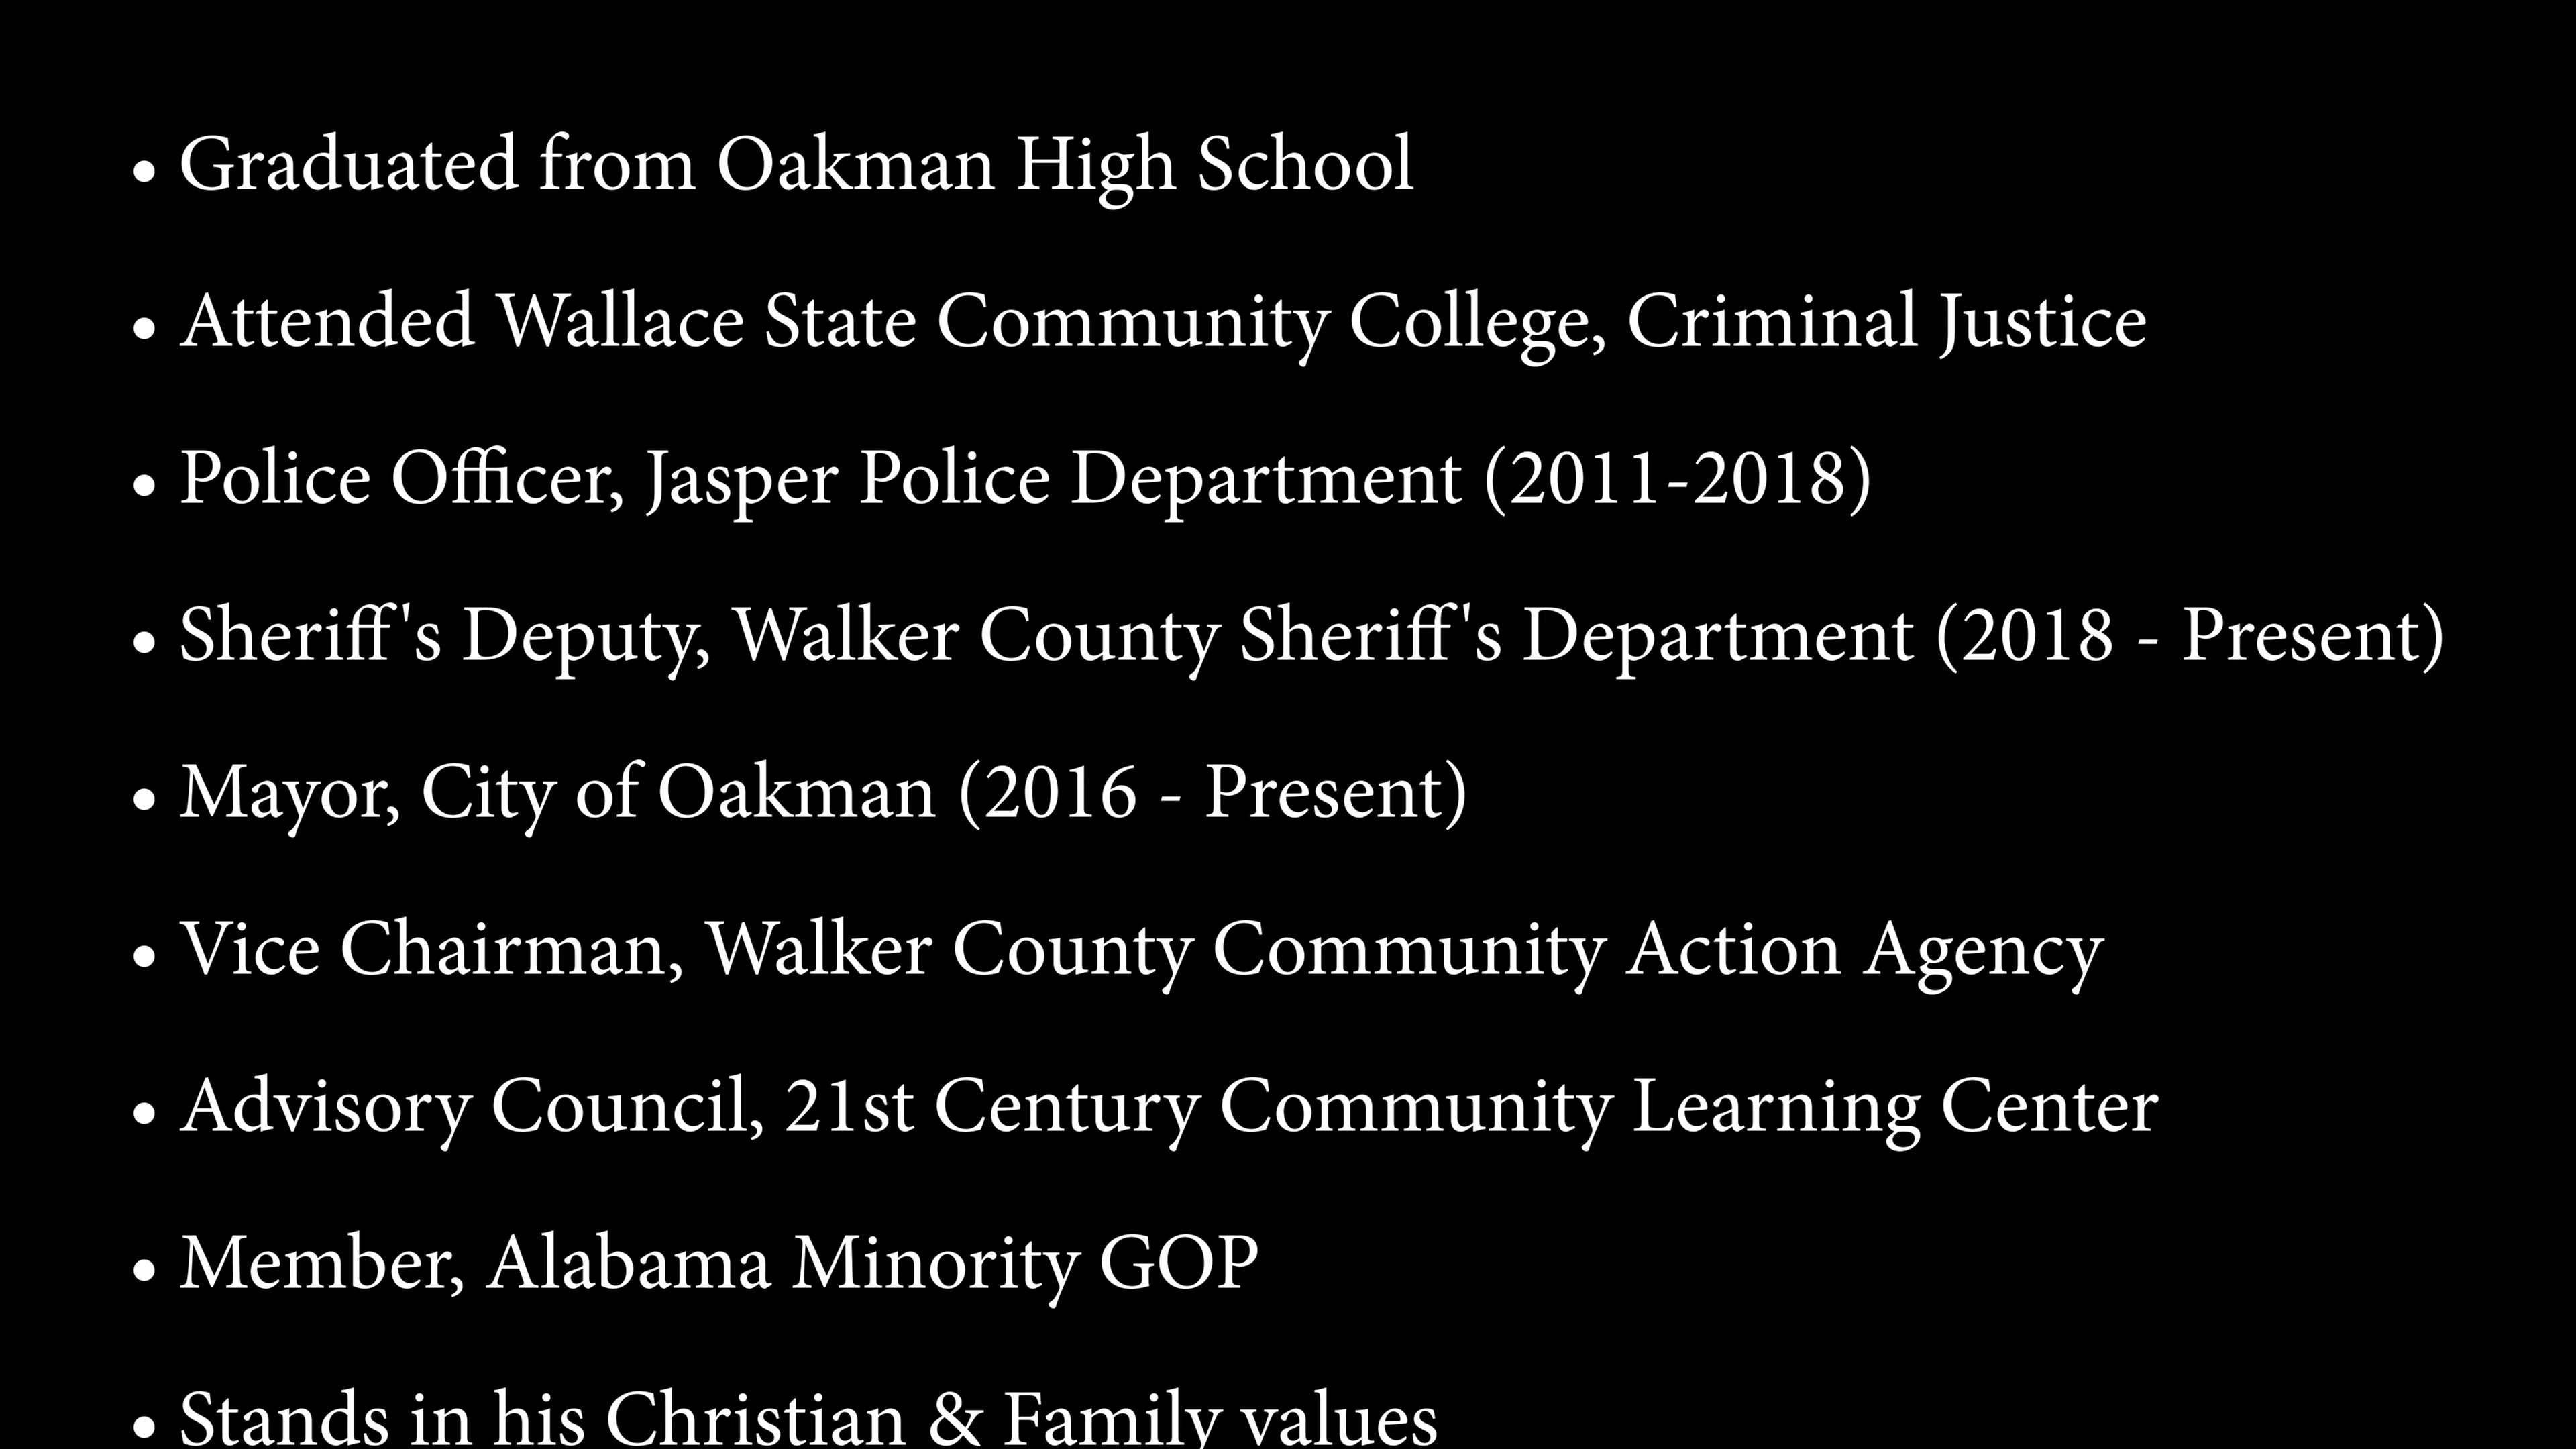 • Graduated from Oakman High School
• Attended Wallace State Community College, Criminal Justice
• Police Officer, Jasper Police Department (2011-2018)
• Sheriff's Deputy, Walker County Sheriff's Department (2018 - Present)
• Mayor, City of Oakman (2016 - Present)
• Vice Chairman, Walker County Community Action Agency
• Advisory Council, 21st Century Community Learning Center
• Member, Alabama Minority GOP
• Stands in his Christian & Family values